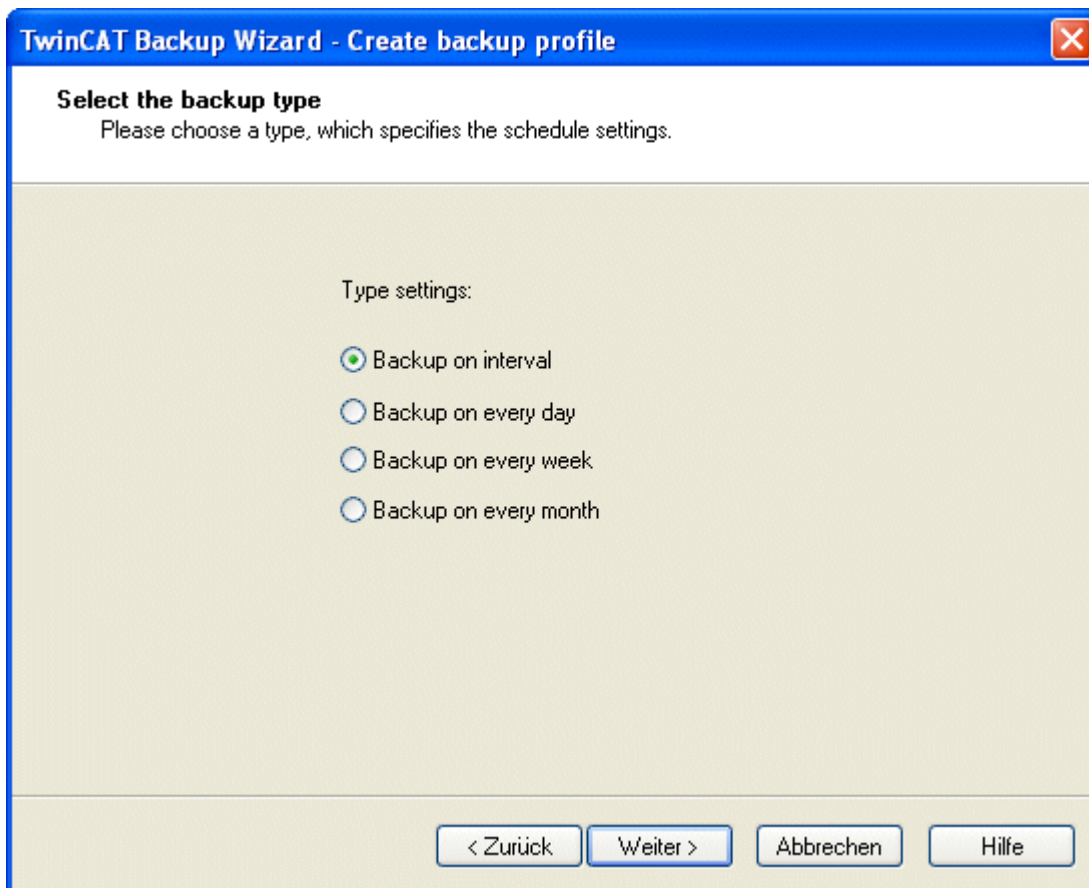 TwinCAT Backup Wizard - Create backup profile
Select the backup type
Please choose a type, which specifies the schedule settings.
Type settings:
Backup on interval
Backup on every day
Backup on every week
Backup on every month
< Zurück Weiter > Abbrechen Hilfe